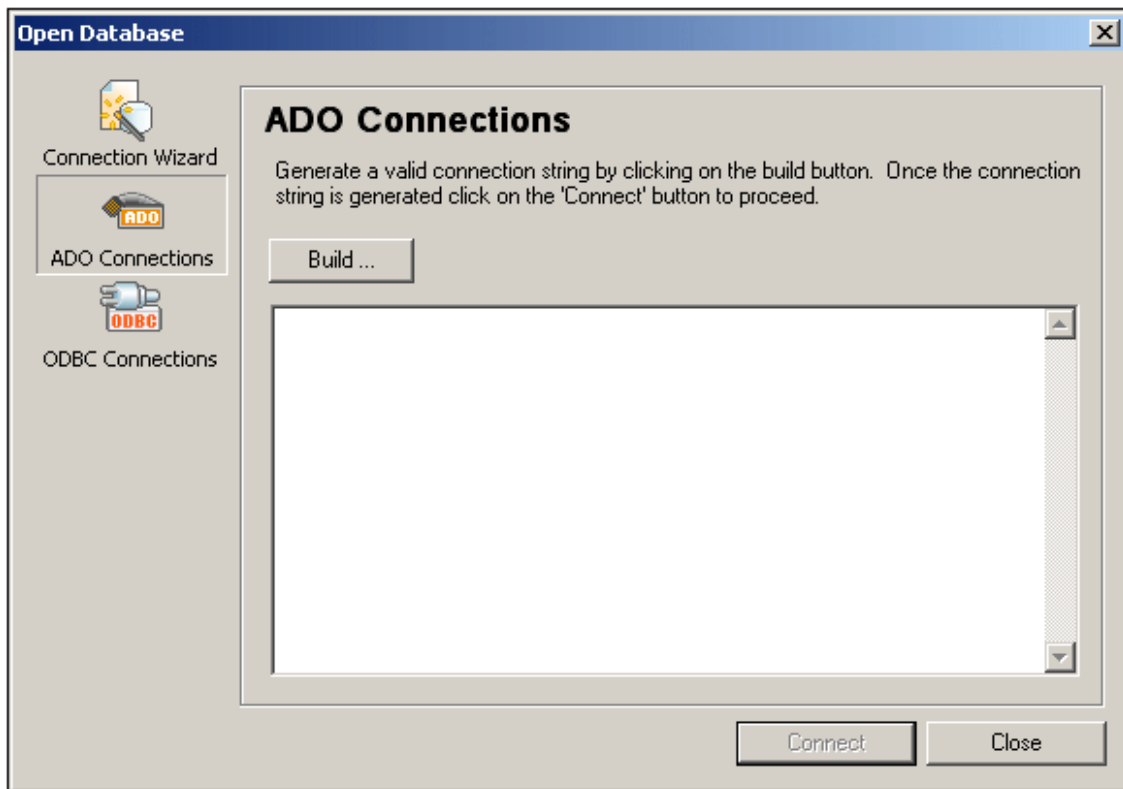 Open Database
Connection Wizard
ADO
ADO Connections
ODBC
ODBC Connections
ADO Connections
Generate a valid connection string by clicking on the build button.  Once the connection
string is generated click on the 'Connect' button to proceed.
Build ...
Connect
Close